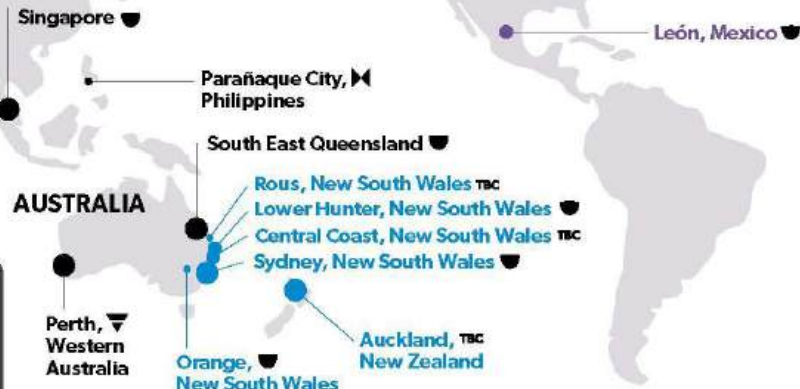 Singapore
León, Mexico
Parañaque City,
Philippines
South East Queensland
Rous, New South Wales TBC
AUSTRALIA
Lower Hunter, New South Wales
Central Coast, New South Wales TBC
Sydney, New South Wales
Perth,
Western
Australia
Auckland, TBC
New Zealand
Orange,
New South Wales